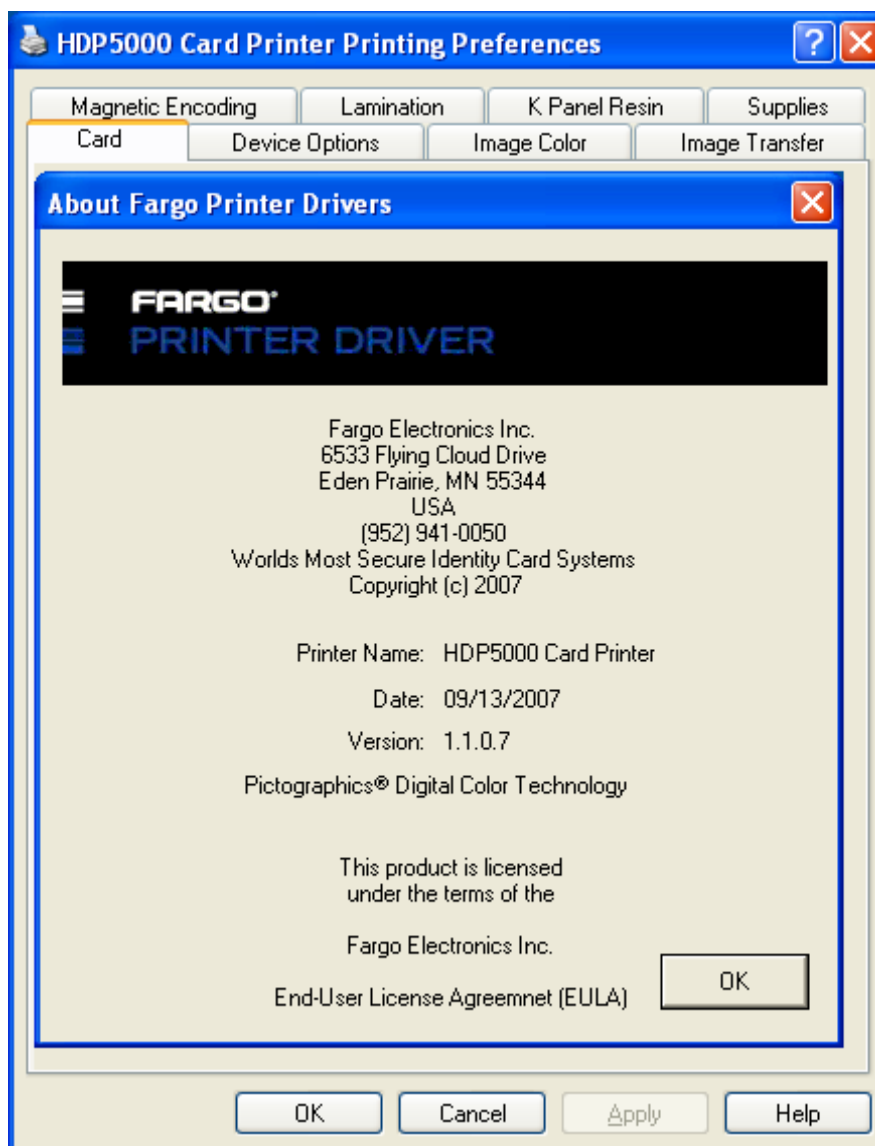 HDP5000 Card Printer Printing Preferences
Magnetic Encoding Lamination K Panel Resin Supplies
Card Device Options Image Color Image Transfer
About Fargo Printer Drivers
FARGO®
PRINTER DRIVER
Fargo Electronics Inc.
6533 Flying Cloud Drive
Eden Prairie, MN 55344
USA
(952) 941-0050
Worlds Most Secure Identity Card Systems
Copyright (c) 2007
Printer Name: HDP5000 Card Printer
Date: 09/13/2007
Version: 1.1.0.7
Pictographics® Digital Color Technology
This product is licensed
under the terms of the
Fargo Electronics Inc.
End-User License Agreemnet (EULA)
OK
OK Cancel Apply Help